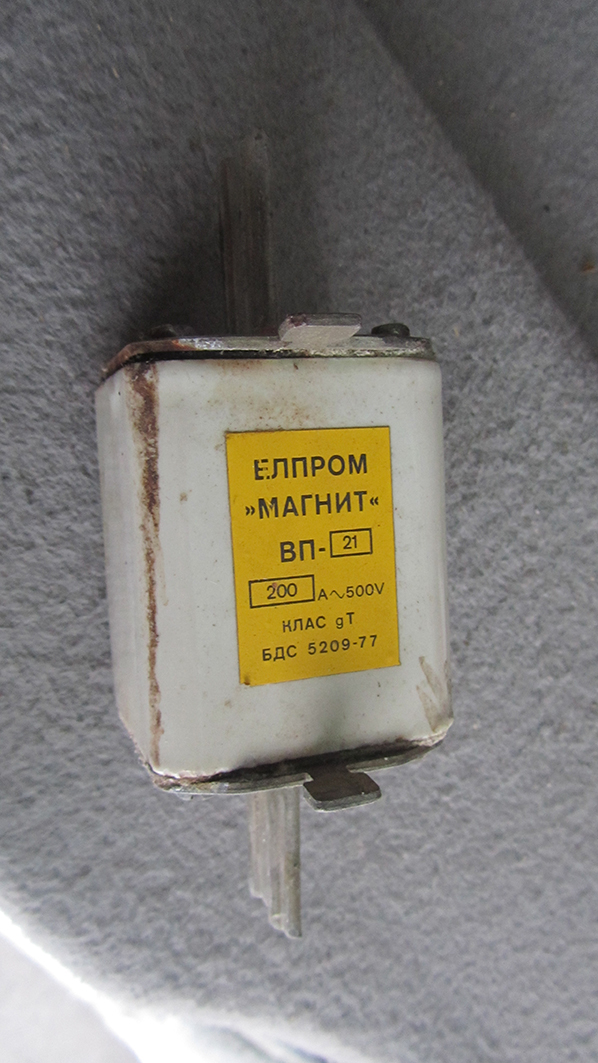 ЕЛПРОМ
»МАГНИТ«
ВП-21
200 А~500V
КЛАС gT
БДС 5209-77